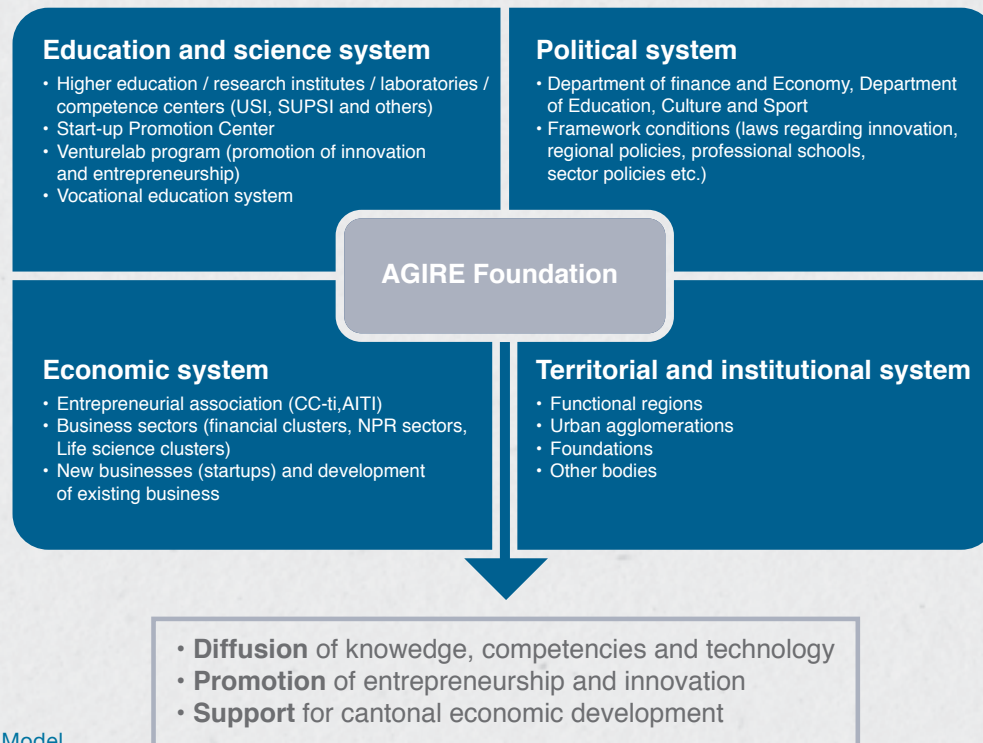 Education and science system
• Higher education / research institutes / laboratories /
competence centers (USI, SUPSI and others)
• Start-up Promotion Center
• Venturelab program (promotion of innovation
and entrepreneurship)
• Vocational education system
Political system
• Department of finance and Economy, Department
of Education, Culture and Sport
• Framework conditions (laws regarding innovation,
regional policies, professional schools,
sector policies etc.)
AGIRE Foundation
Economic system
• Entrepreneurial association (CC-ti,AITI)
• Business sectors (financial clusters, NPR sectors,
Life science clusters)
• New businesses (startups) and development
of existing business
Territorial and institutional system
• Functional regions
• Urban agglomerations
• Foundations
• Other bodies
• Diffusion of knowedge, competencies and technology
• Promotion of entrepreneurship and innovation
• Support for cantonal economic development
Model